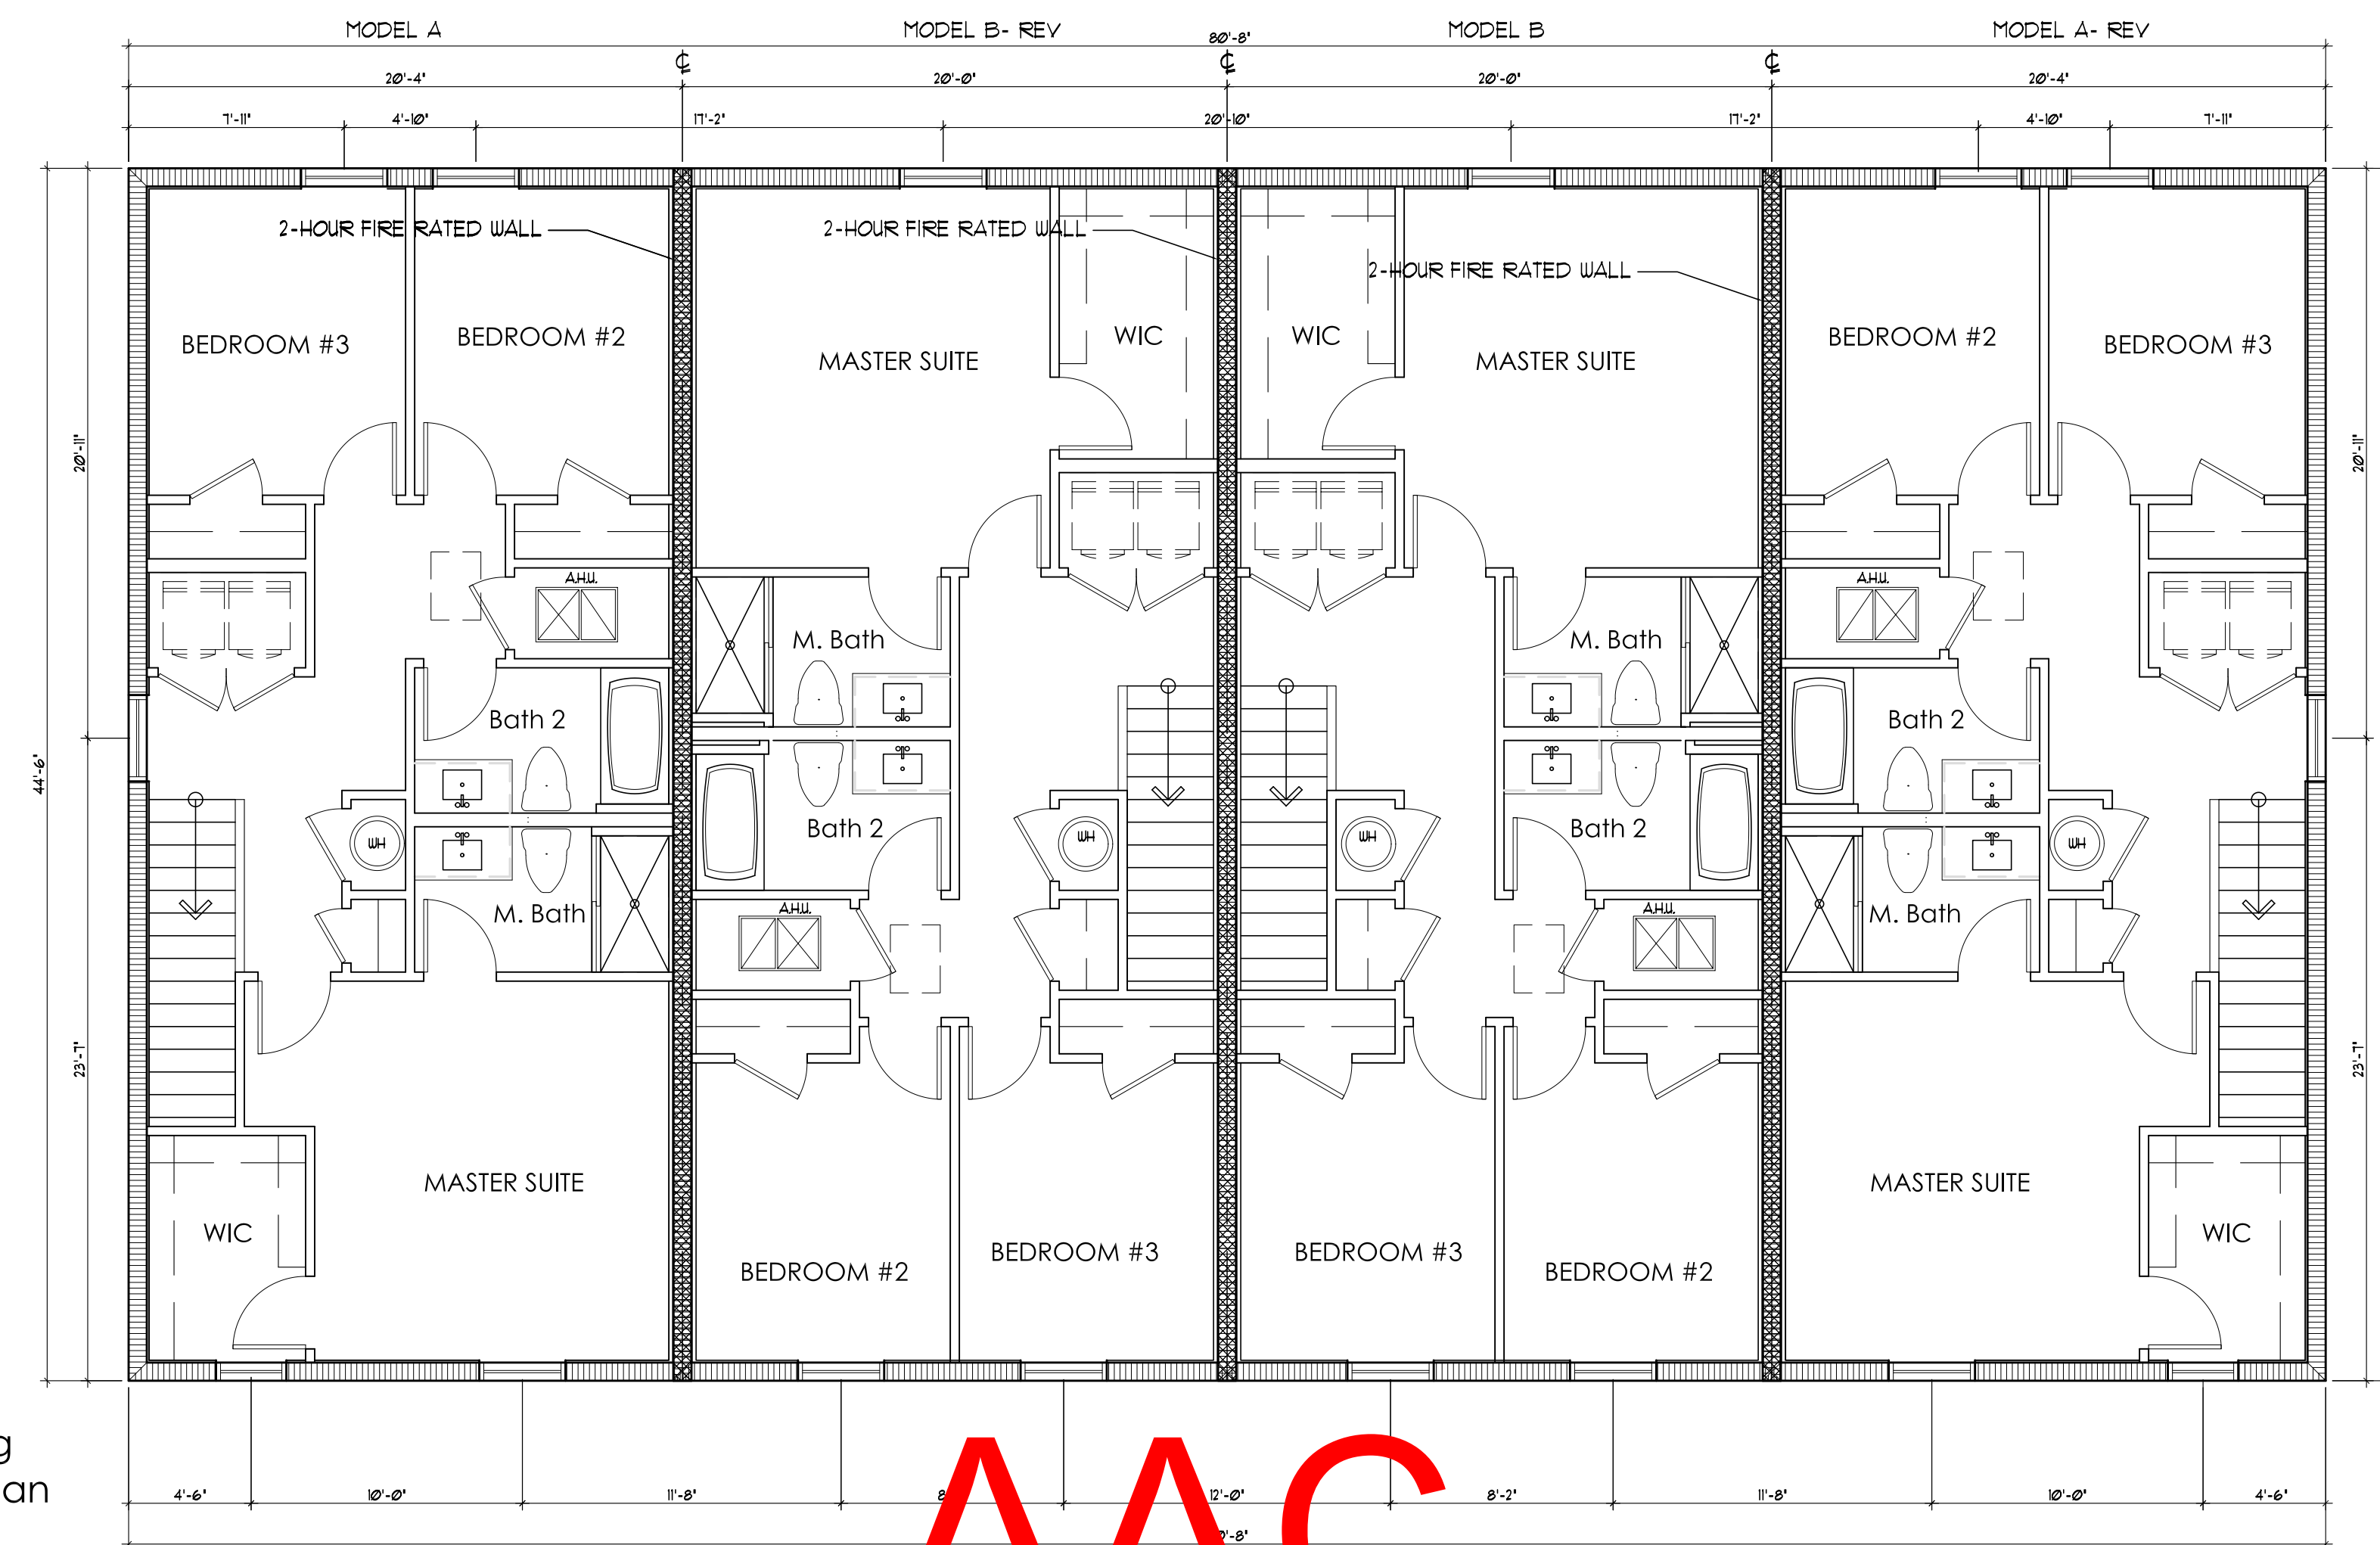 MODEL A
MODEL B- REV
MODEL B
MODEL A- REV
80'-8"
20'-4"
20'-0"
20'-0"
20'-4"
7'-11"
4'-10"
17'-2"
20'-10"
17'-2"
4'-10"
7'-11"
2-HOUR FIRE RATED WALL
2-HOUR FIRE RATED WALL
2-HOUR FIRE RATED WALL
BEDROOM #3
BEDROOM #2
MASTER SUITE
WIC
WIC
MASTER SUITE
BEDROOM #2
BEDROOM #3
20'-11"
20'-11"
A.H.U.
A.H.U.
M. Bath
M. Bath
Bath 2
Bath 2
44'-6"
WH
Bath 2
WH
WH
Bath 2
WH
M. Bath
A.H.U.
A.H.U.
M. Bath
23'-7"
23'-7"
MASTER SUITE
MASTER SUITE
WIC
BEDROOM #2
BEDROOM #3
BEDROOM #3
BEDROOM #2
WIC
g
an
AAC
4'-6"
10'-0"
11'-8"
12'-0"
8'-2"
11'-8"
10'-0"
4'-6"